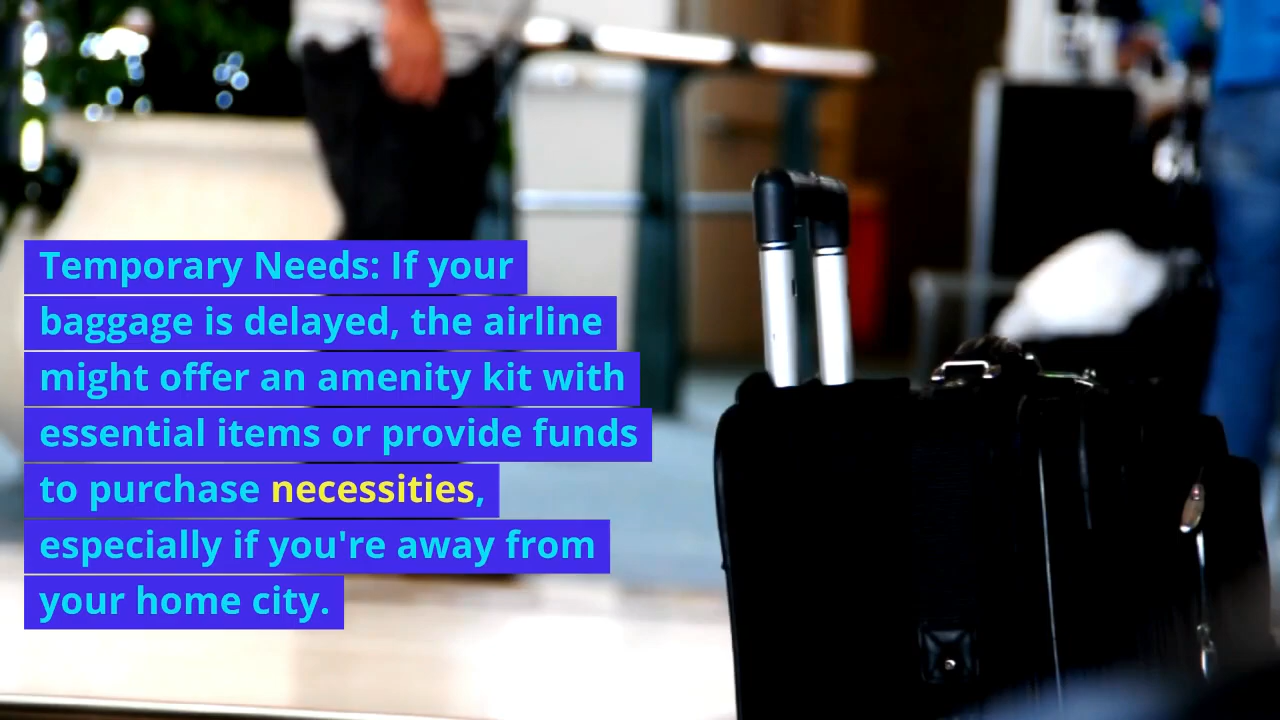 Temporary Needs: If your
baggage is delayed, the airline
might offer an amenity kit with
essential items or provide funds
to purchase necessities,
especially if you're away from
your home city.